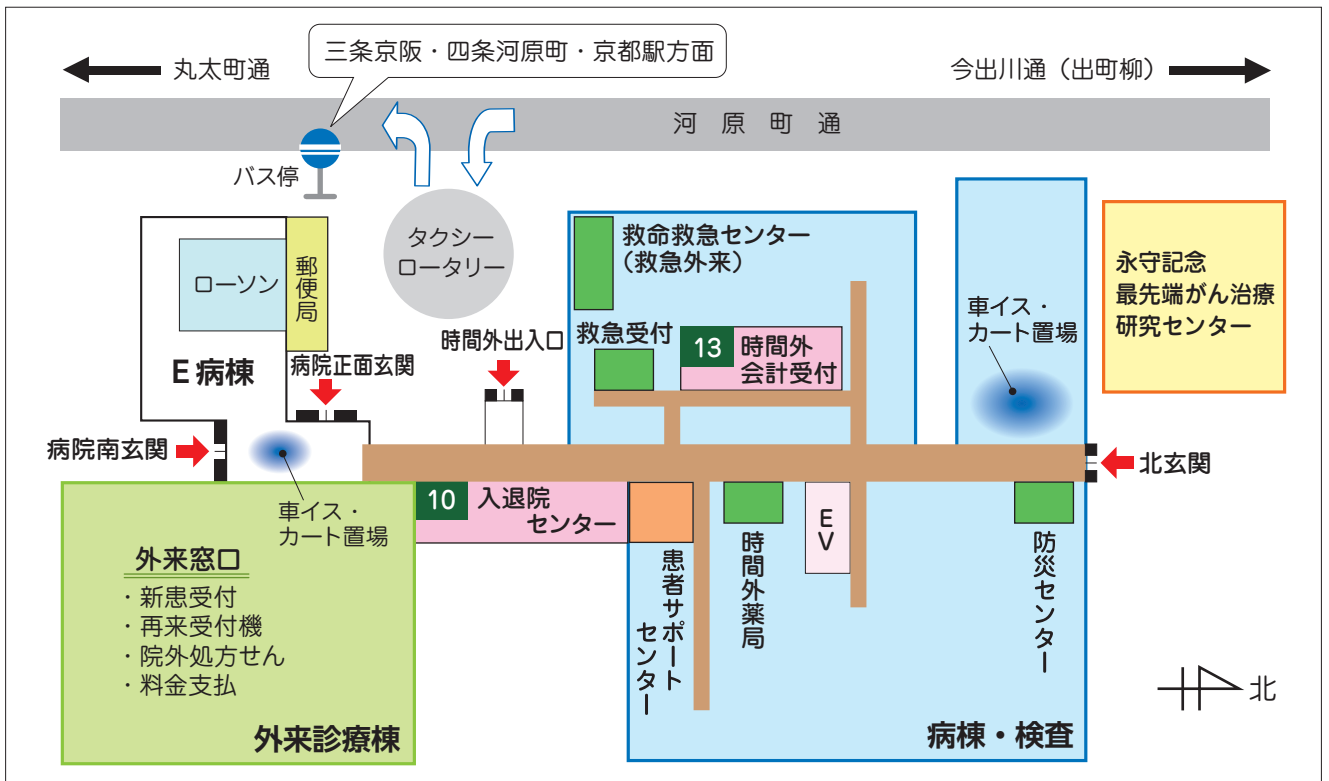 三条京阪・四条河原町・京都駅方面
丸太町通
今出川通（出町柳）
河原町通
バス停
タクシー
ロータリー
ローソン
郵便局
E病棟
病院正面玄関
時間外出入口
救命救急センター
（救急外来）
救急受付
13 時間外
会計受付
車イス・
カート置場
永守記念
最先端がん治療
研究センター
病院南玄関
北玄関
車イス・
カート置場
10 入退院
センター
患者サポート
センター
時間外薬局
EV
防災センター
外来窓口
・新患受付
・再来受付機
・院外処方せん
・料金支払
外来診療棟
病棟・検査
北